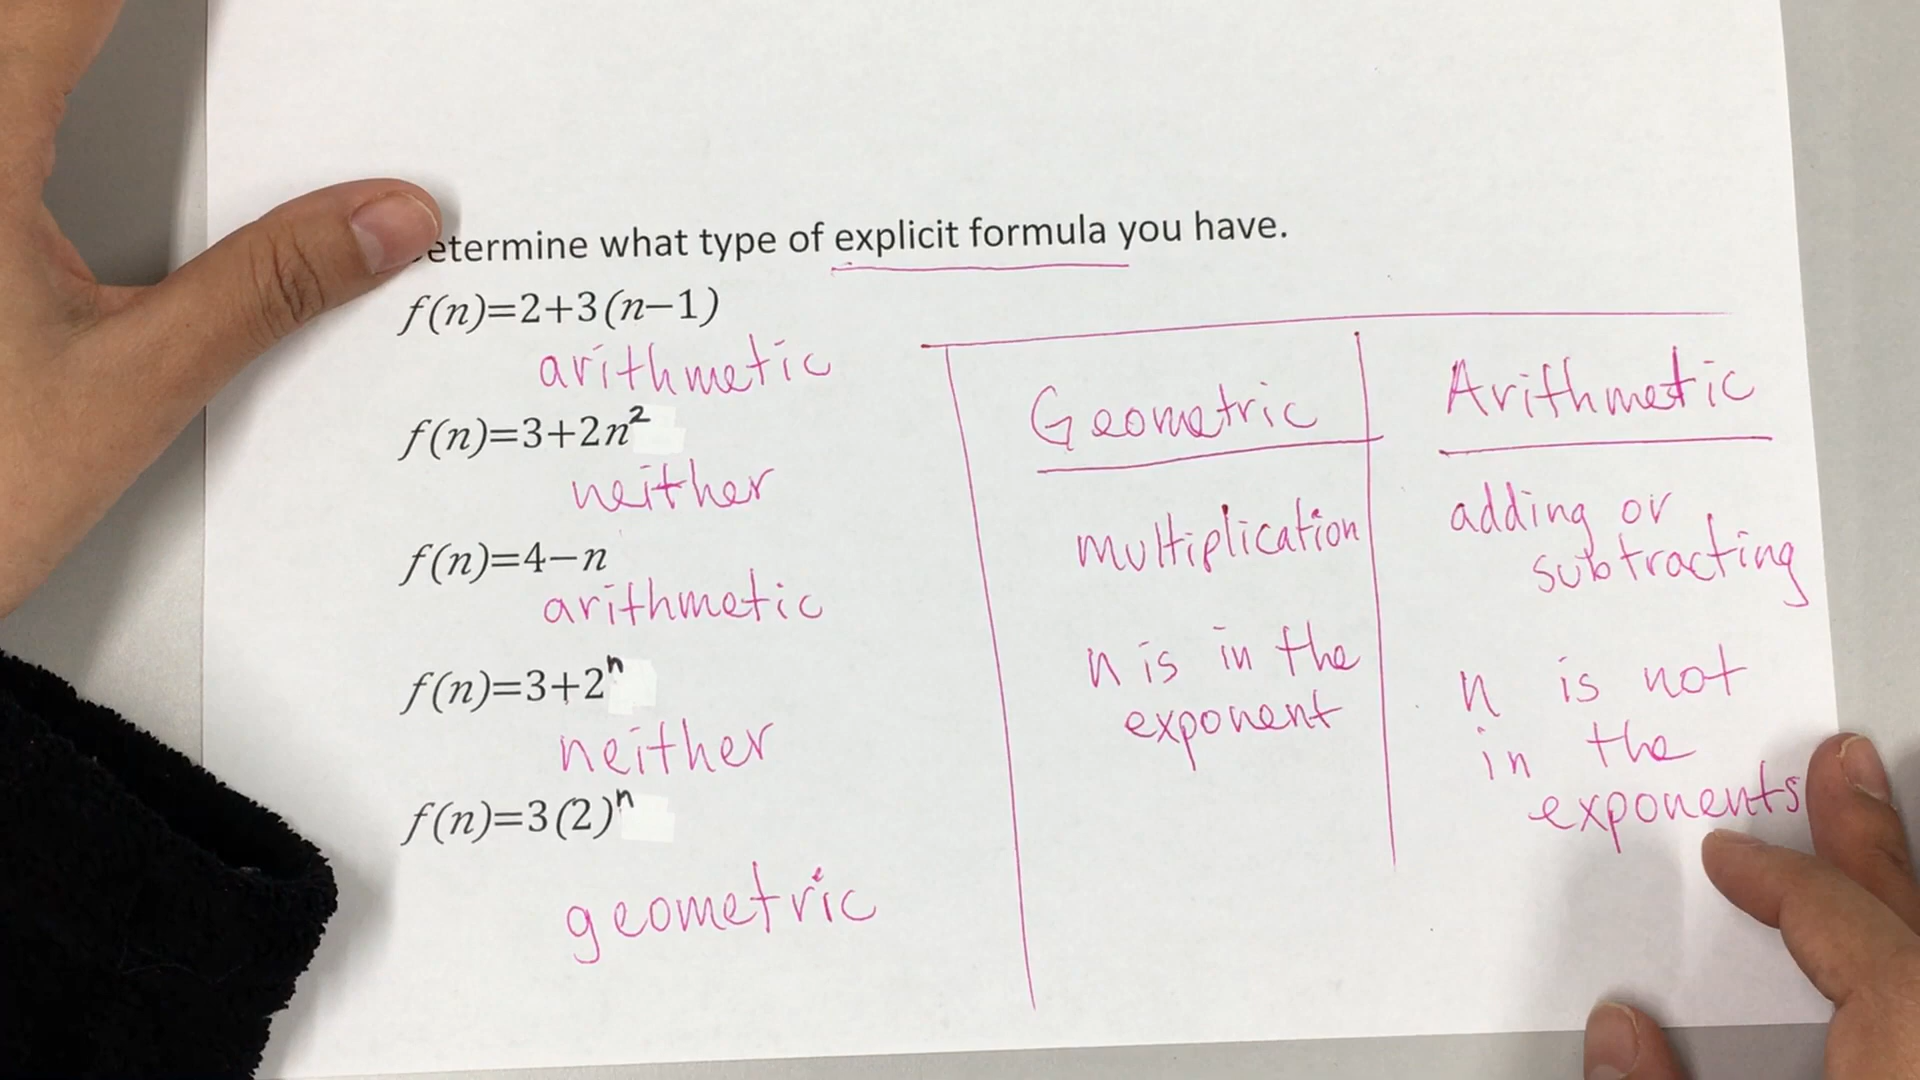 etermine what type of explicit formula you have.
f(n)=2+3(n−1)
arithmetic
f(n)=3+2n²
neither
f(n)=4−n
arithmetic
f(n)=3+2ⁿ
neither
f(n)=3(2)ⁿ
geometric
Geometric
multiplication
n is in the
exponent
Arithmetic
adding or
subtracting
n is not
in the
exponents